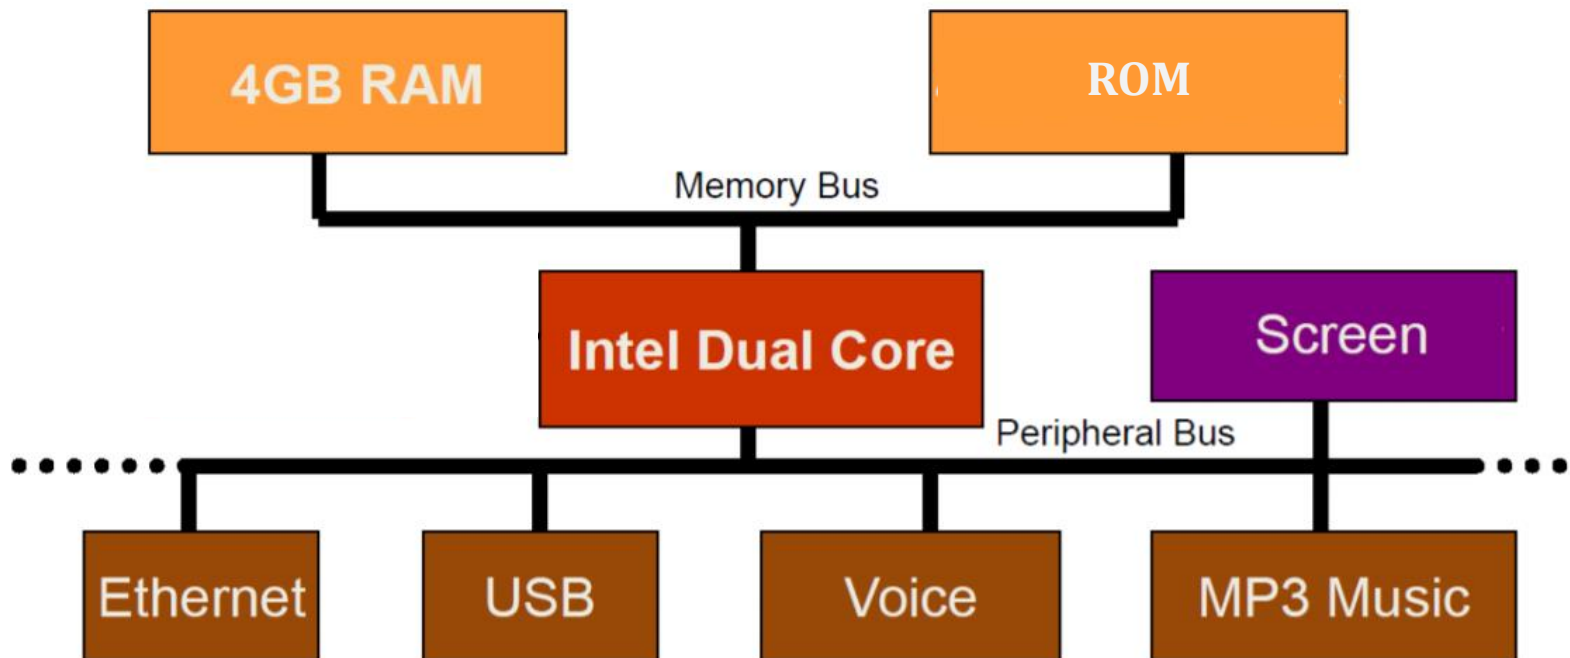 4GB RAM
ROM
Memory Bus
Intel Dual Core
Screen
Peripheral Bus
Ethernet
USB
Voice
MP3 Music